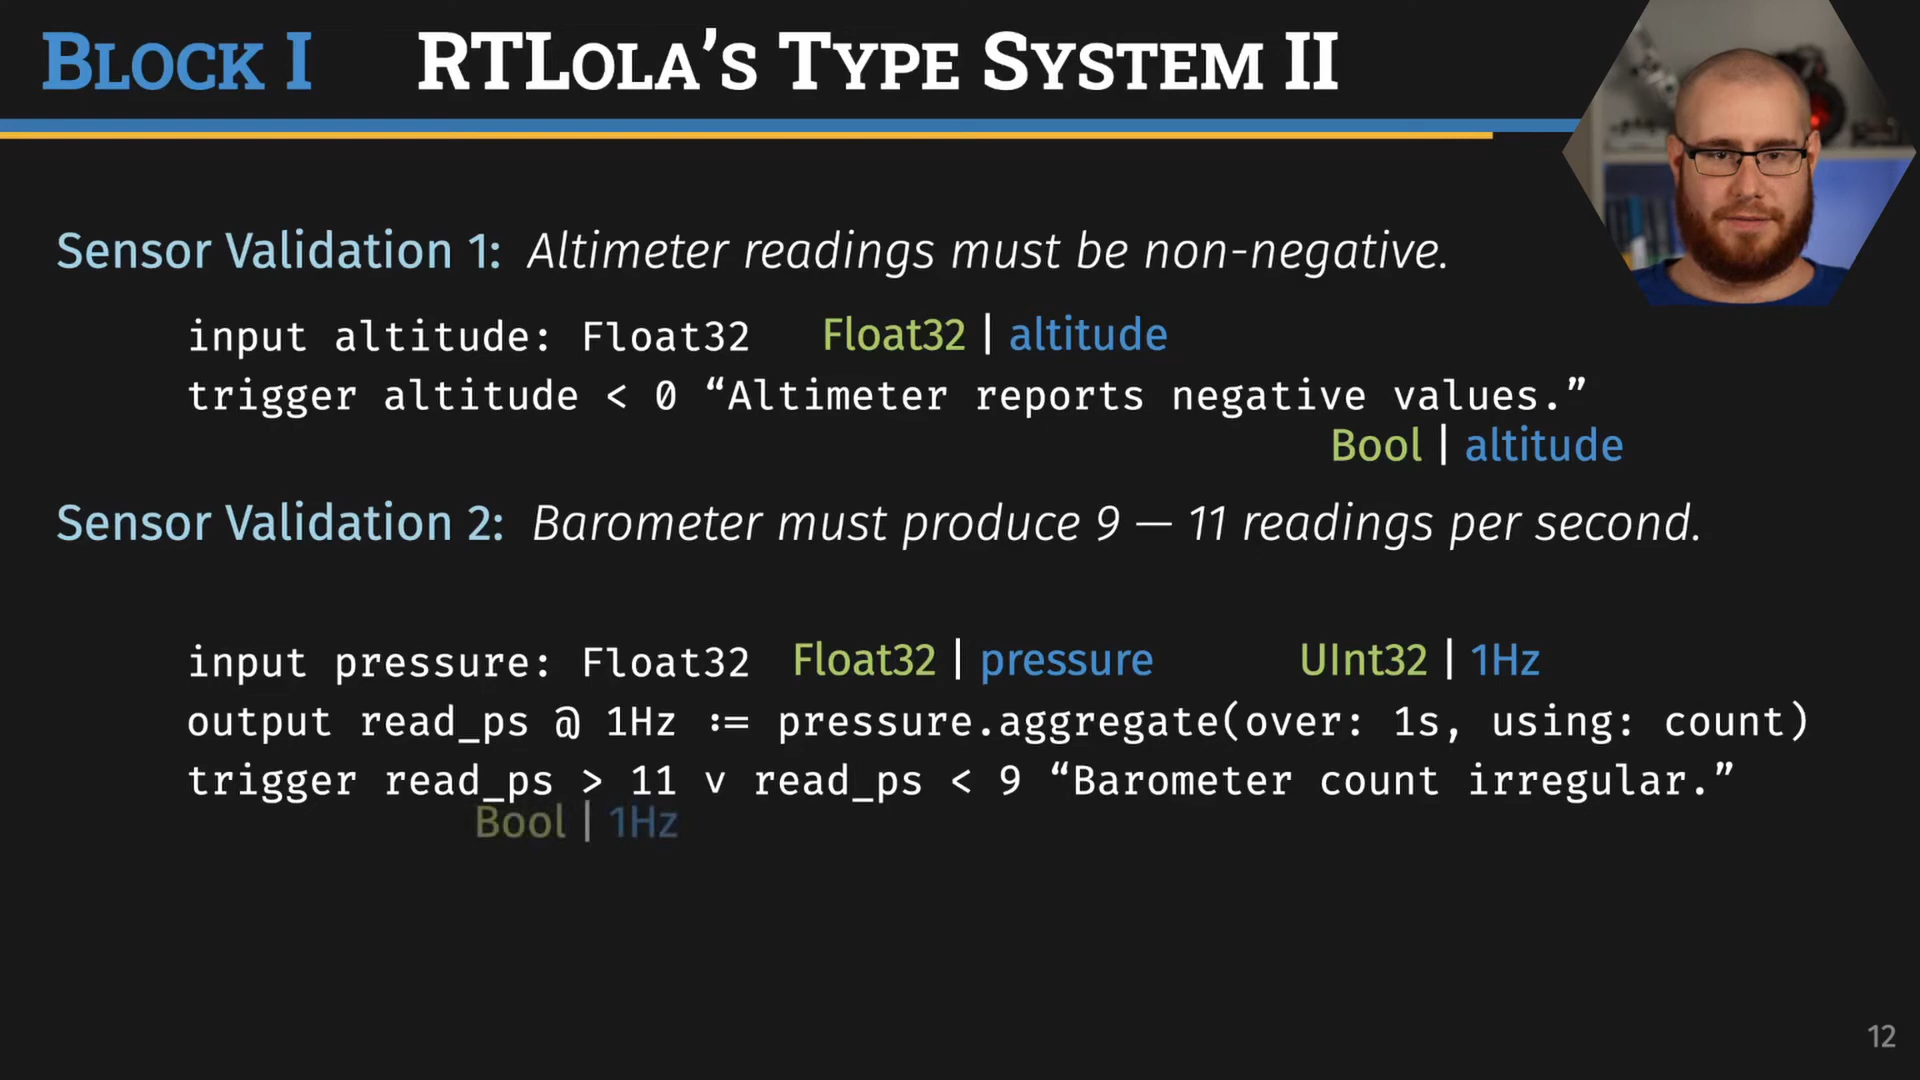 BLOCK I RTLOLA’S TYPE SYSTEM II
Sensor Validation 1: Altimeter readings must be non-negative.
input altitude: Float32 Float32 | altitude
trigger altitude < 0 “Altimeter reports negative values.”
Bool | altitude
Sensor Validation 2: Barometer must produce 9 — 11 readings per second.
input pressure: Float32 Float32 | pressure UInt32 | 1Hz
output read_ps @ 1Hz := pressure.aggregate(over: 1s, using: count)
trigger read_ps > 11 ∨ read_ps < 9 “Barometer count irregular.”
Bool | 1Hz
12